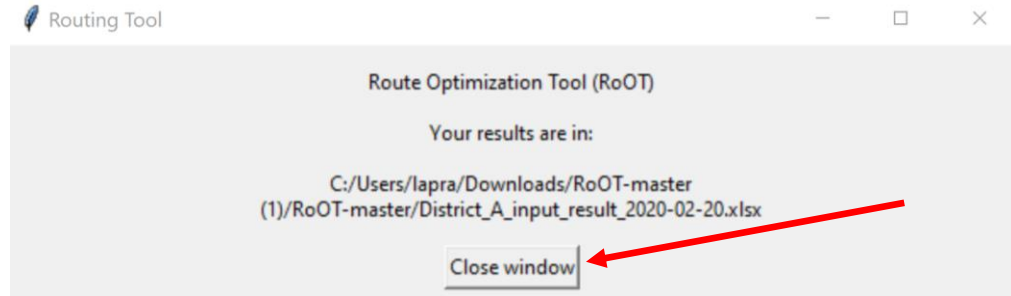 Routing Tool
Route Optimization Tool (RoOT)
Your results are in:
C:/Users/lapra/Downloads/RoOT-master
(1)/RoOT-master/District_A_input_result_2020-02-20.xlsx
Close window